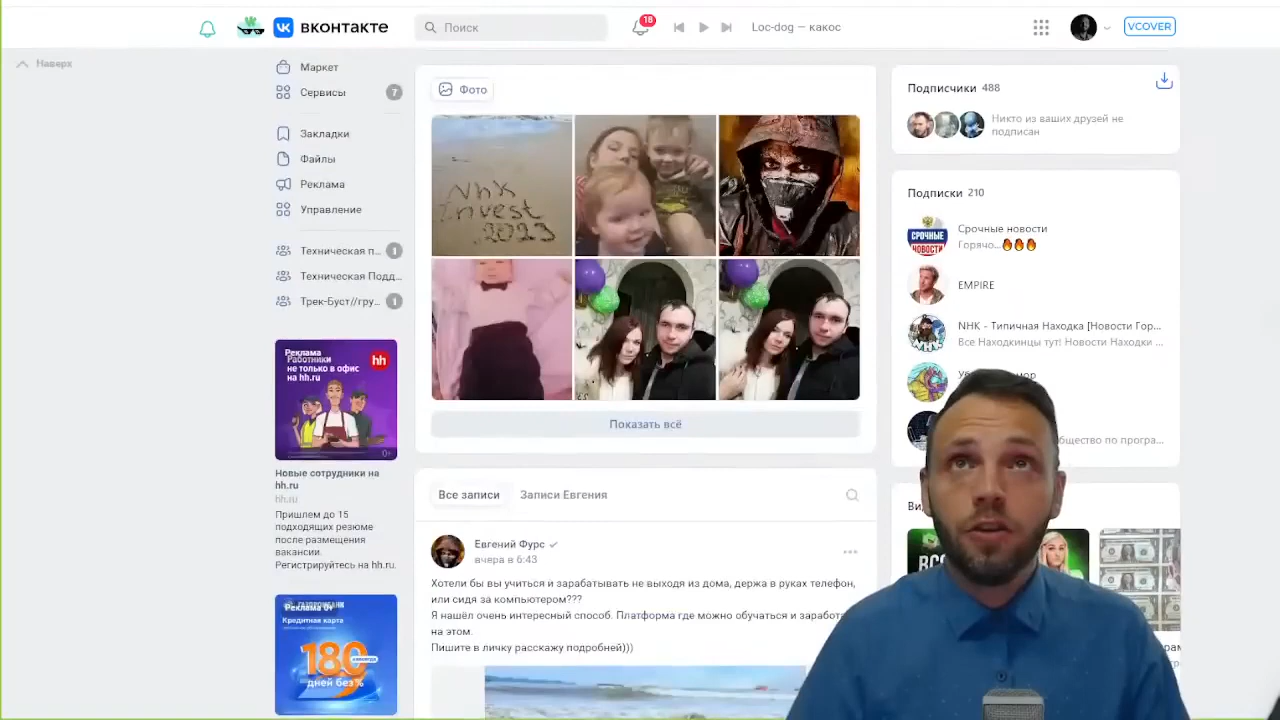 вконтакте
Поиск
18
Loc-dog — какос
VCOVER
Наверх
Маркет
Сервисы
7
Закладки
Файлы
Реклама
Управление
Техническая п...
1
Техническая Подд...
Трек-Буст//гру...
1
Реклама
Работники
не только в офис
на hh.ru
hh
0+
Новые сотрудники на
hh.ru
hh.ru
Пришлем до 15
подходящих резюме
после размещения
вакансии.
Регистрируйтесь на hh.ru.
Реклама 0+
Кредитная карта
180
дней без %
Фото
NHK
Invest
2023
Показать всё
Все записи
Записи Евгения
Евгений Фурс
вчера в 6:43
Хотели бы вы учиться и зарабатывать не выходя из дома, держа в руках телефон,
или сидя за компьютером???
Я нашёл очень интересный способ. Платформа где можно обучаться и заработ
на этом.
Пишите в личку расскажу подробней)))
Подписчики 488
Никто из ваших друзей не
подписан
Подписки 210
СРОЧНЫЕ
НОВОСТИ
Срочные новости
Горячо...🔥🔥🔥
EMPIRE
NHK - Типичная Находка [Новости Гор...
Все Находкинцы тут! Новости Находки ...
бщество по програ...